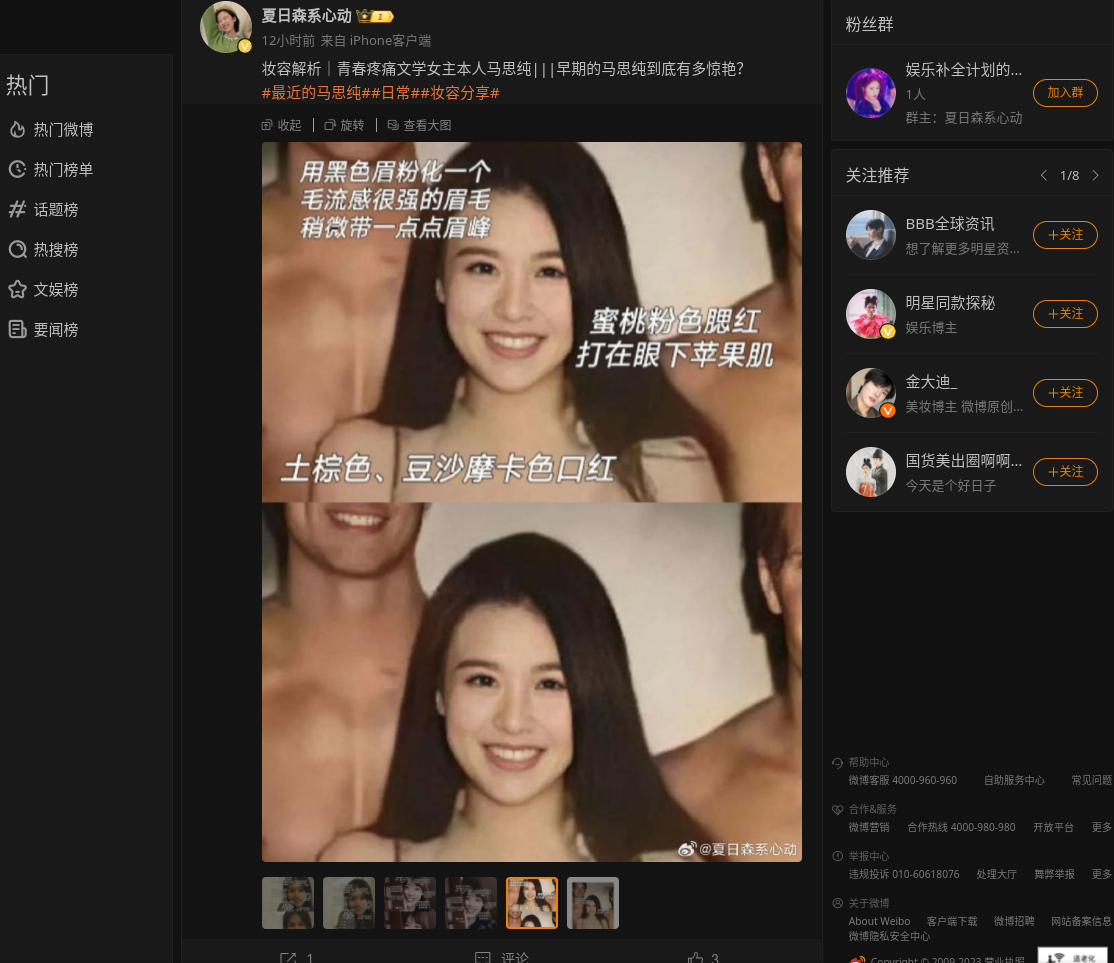 热门
热门微博
热门榜单
话题榜
热搜榜
文娱榜
要闻榜
夏日森系心动
12小时前 来自 iPhone客户端
妆容解析｜青春疼痛文学女主本人马思纯|||早期的马思纯到底有多惊艳?
#最近的马思纯##日常##妆容分享#
收起
旋转
查看大图
用黑色眉粉化一个
毛流感很强的眉毛
稍微带一点点眉峰
蜜桃粉色腮红
打在眼下苹果肌
土棕色、豆沙摩卡色口红
@夏日森系心动
1
评论
3
粉丝群
娱乐补全计划的...
1人
群主：夏日森系心动
加入群
关注推荐
1/8
BBB全球资讯
想了解更多明星资...
+关注
明星同款探秘
娱乐博主
+关注
金大迪_
美妆博主 微博原创...
+关注
国货美出圈啊啊...
今天是个好日子
+关注
帮助中心
微博客服 4000-960-960 自助服务中心 常见问题
合作&服务
微博营销 合作热线 4000-980-980 开放平台 更多
举报中心
违规投诉 010-60618076 处理大厅 舞弊举报 更多
关于微博
About Weibo 客户端下载 微博招聘 网站备案信息
微博隐私安全中心
Copyright © 2009-2023 营业执照
适老化